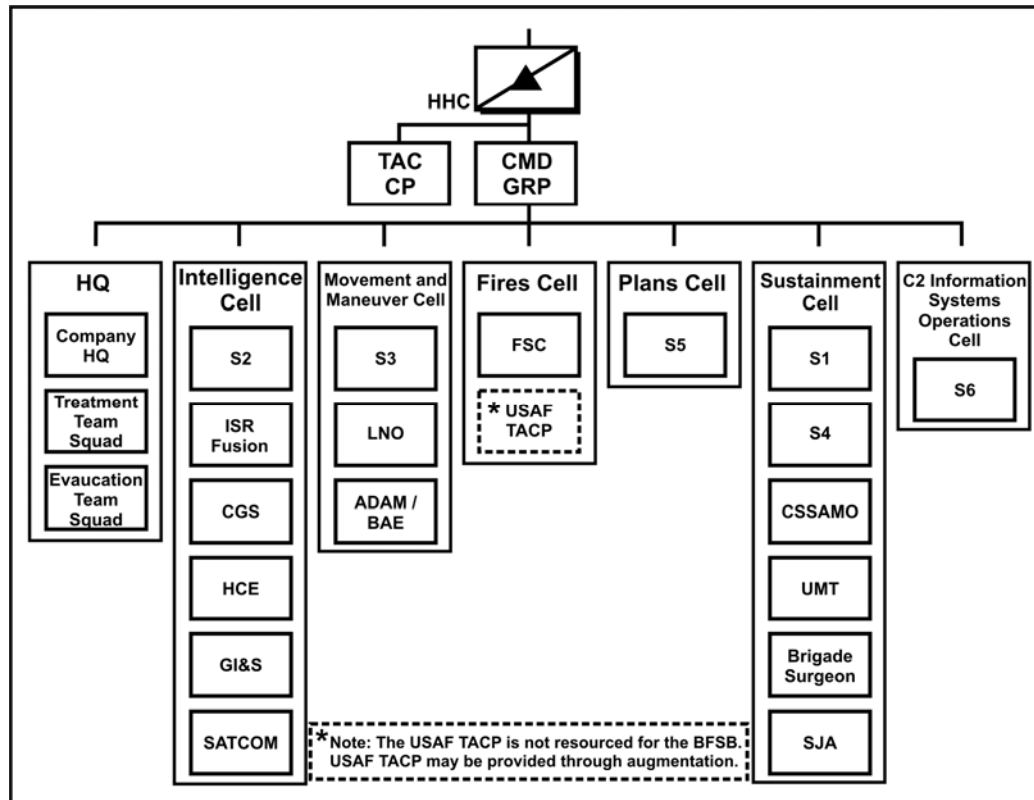 HHC
TAC
CP
CMD
GRP
HQ
Company
HQ
Treatment
Team
Squad
Evaucation
Team
Squad
Intelligence
Cell
S2
ISR
Fusion
CGS
HCE
GI&S
SATCOM
Movement and
Maneuver Cell
S3
LNO
ADAM /
BAE
Fires Cell
FSC
* USAF
TACP
Plans Cell
S5
Sustainment
Cell
S1
S4
CSSAMO
UMT
Brigade
Surgeon
SJA
C2 Information
Systems
Operations
Cell
S6
*Note: The USAF TACP is not resourced for the BFSB.
USAF TACP may be provided through augmentation.